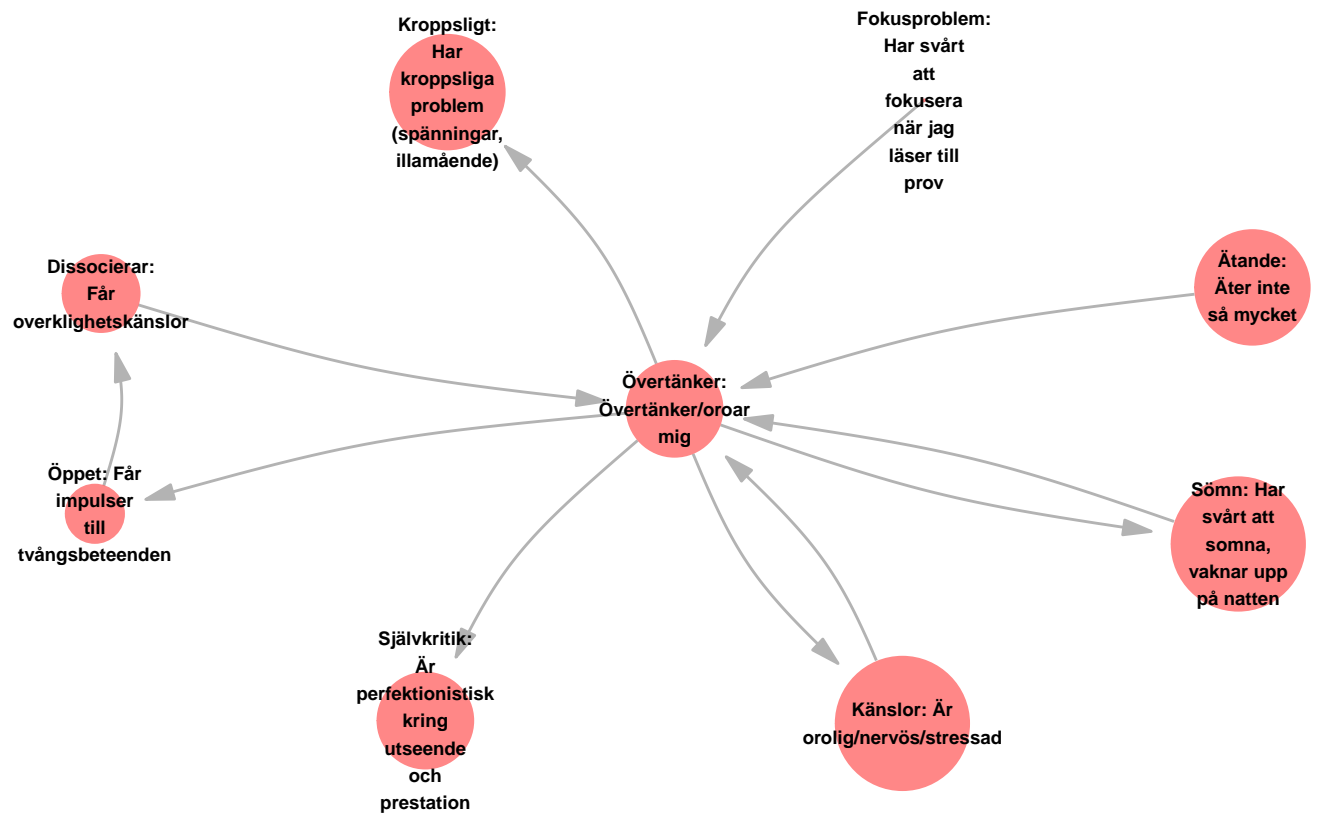 Kroppsligt:
Har
kroppsliga
problem
(spänningar,
illamående)
Fokusproblem:
Har svårt
att
fokusera
när jag
läser till
prov
Dissocierar:
Får
overklighetskänslor
Ätande:
Äter inte
så mycket
Övertänker:
Övertänker/oroar
mig
Öppet: Får
impulser
till
tvångsbeteenden
Sömn: Har
svårt att
somna,
vaknar upp
på natten
Självkritik:
Är
perfektionistisk
kring
utseende
och
prestation
Känslor: Är
orolig/nervös/stressad